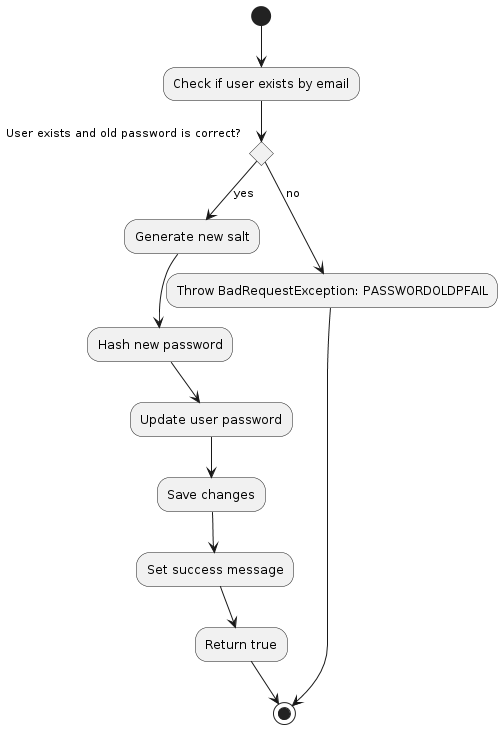 Check if user exists by email
User exists and old password is correct?
yes
no
Generate new salt
Throw BadRequestException: PASSWORDOLDPFAIL
Hash new password
Update user password
Save changes
Set success message
Return true